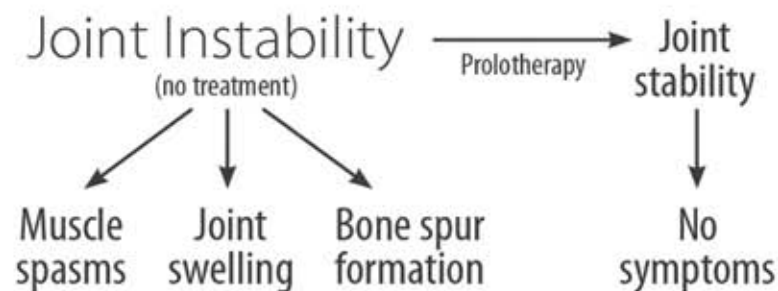 Joint Instability
(no treatment)
Prolotherapy
Joint
stability
Muscle
spasms
Joint
swelling
Bone spur
formation
No
symptoms